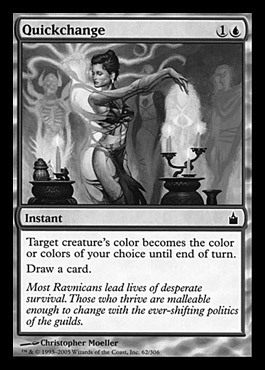 Quickchange 1
Instant
Target creature's color becomes the color
or colors of your choice until end of turn.
Draw a card.
Most Ravnicans lead lives of desperate
survival. Those who thrive are malleable
enough to change with the ever-shifting politics
of the guilds.
Christopher Moeller
™ & © 1993–2005 Wizards of the Coast, Inc. 62/306